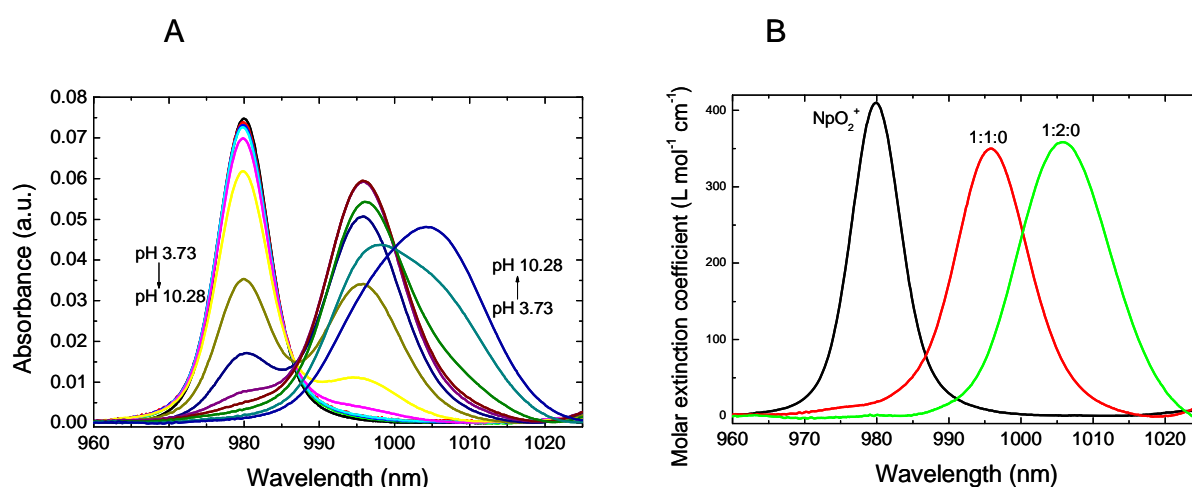 A
Absorbance (a.u.)
0.08
0.07
0.06
0.05
0.04
0.03
0.02
0.01
0.00
pH 3.73
pH 10.28
pH 10.28
pH 3.73
960 970 980 990 1000 1010 1020
Wavelength (nm)
B
Molar extinction coefficient (L mol⁻¹ cm⁻¹)
400
300
200
100
0
NpO₂⁺
1:1:0
1:2:0
960 970 980 990 1000 1010 1020
Wavelength (nm)